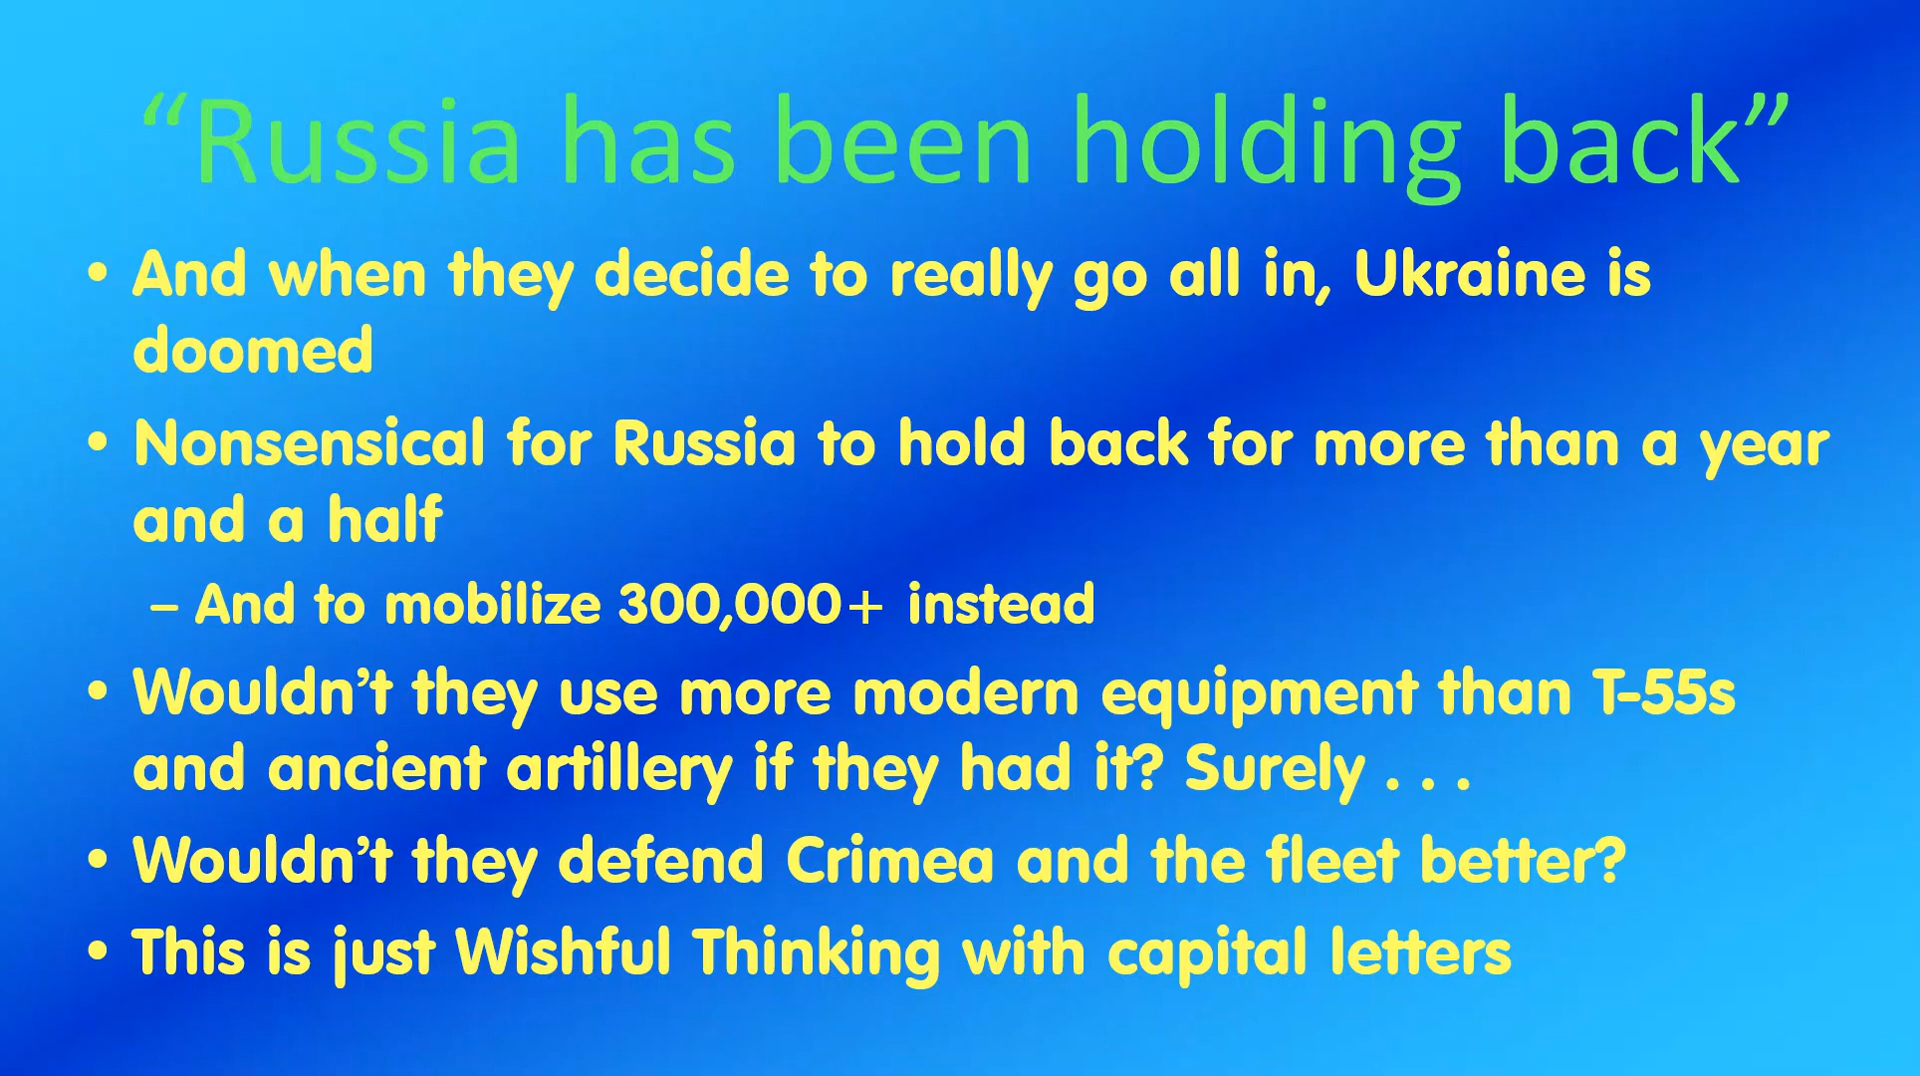 “Russia has been holding back”
• And when they decide to really go all in, Ukraine is
doomed
• Nonsensical for Russia to hold back for more than a year
and a half
– And to mobilize 300,000+ instead
• Wouldn’t they use more modern equipment than T-55s
and ancient artillery if they had it? Surely . . .
• Wouldn’t they defend Crimea and the fleet better?
• This is just Wishful Thinking with capital letters